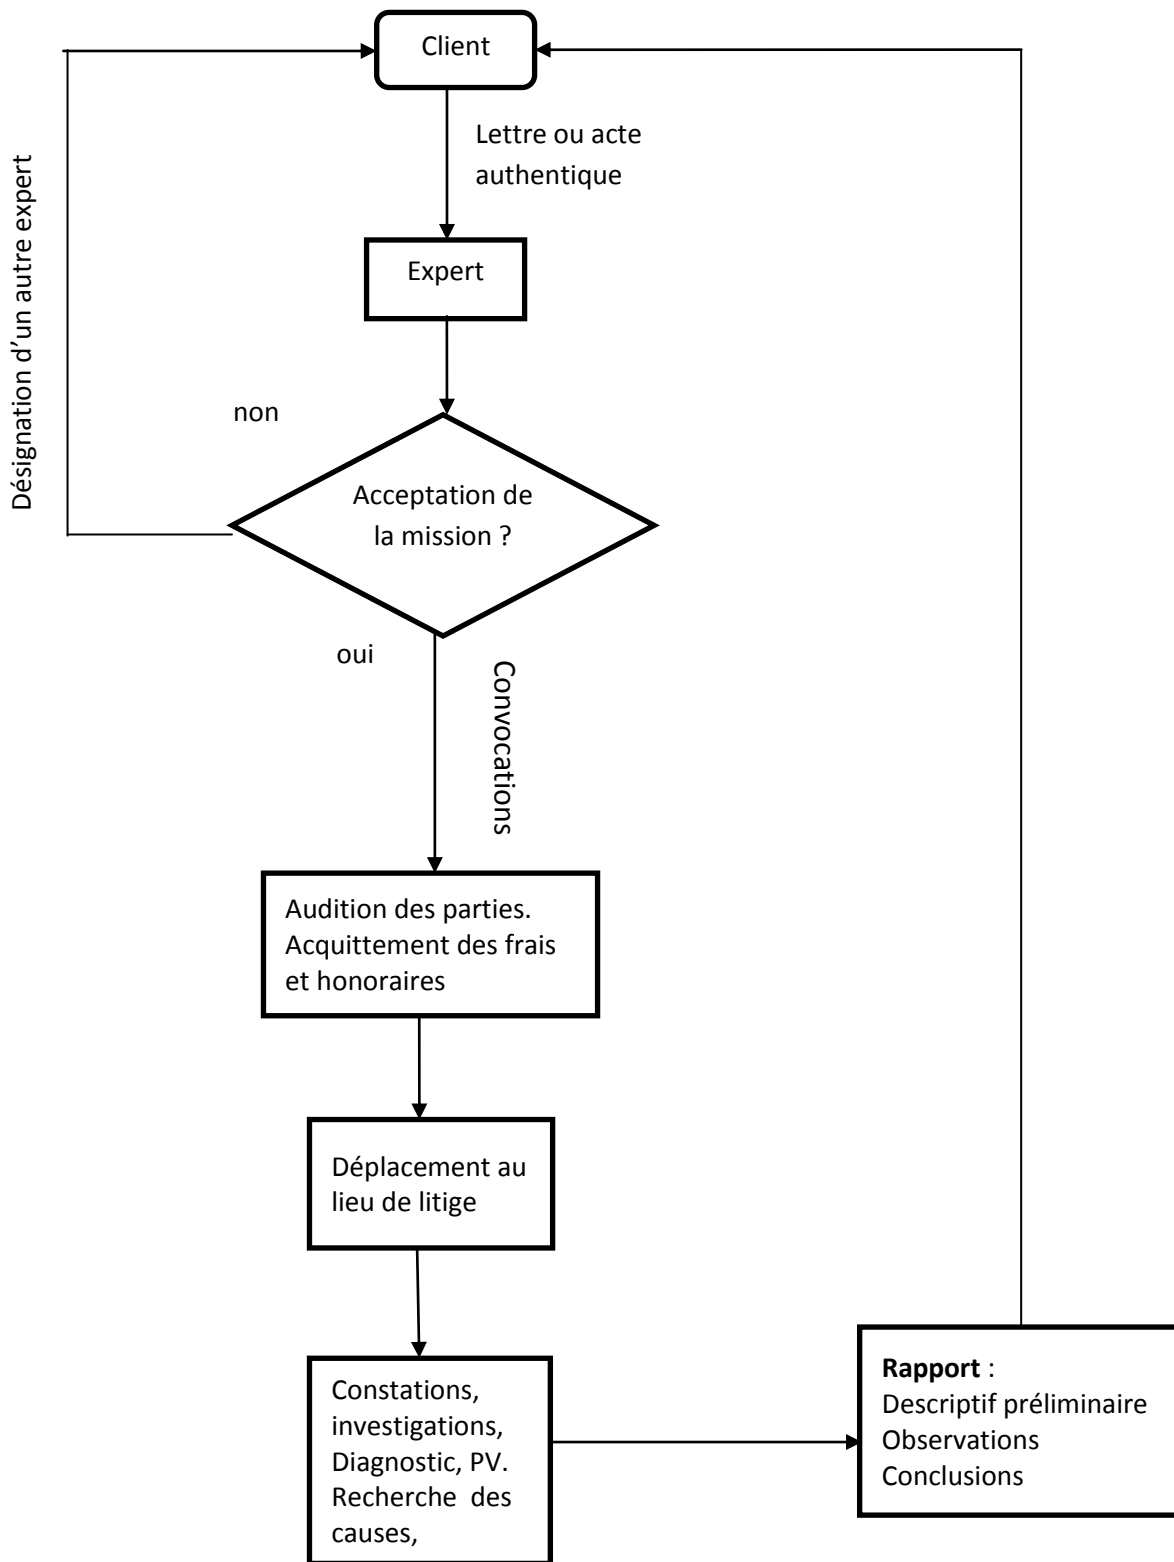 Client
Lettre ou acte
authentique
Désignation d’un autre expert
Expert
non
Acceptation de
la mission ?
oui
Convocations
Audition des parties.
Acquittement des frais
et honoraires
Déplacement au
lieu de litige
Constations,
investigations,
Diagnostic, PV.
Recherche des
causes,
Rapport :
Descriptif préliminaire
Observations
Conclusions